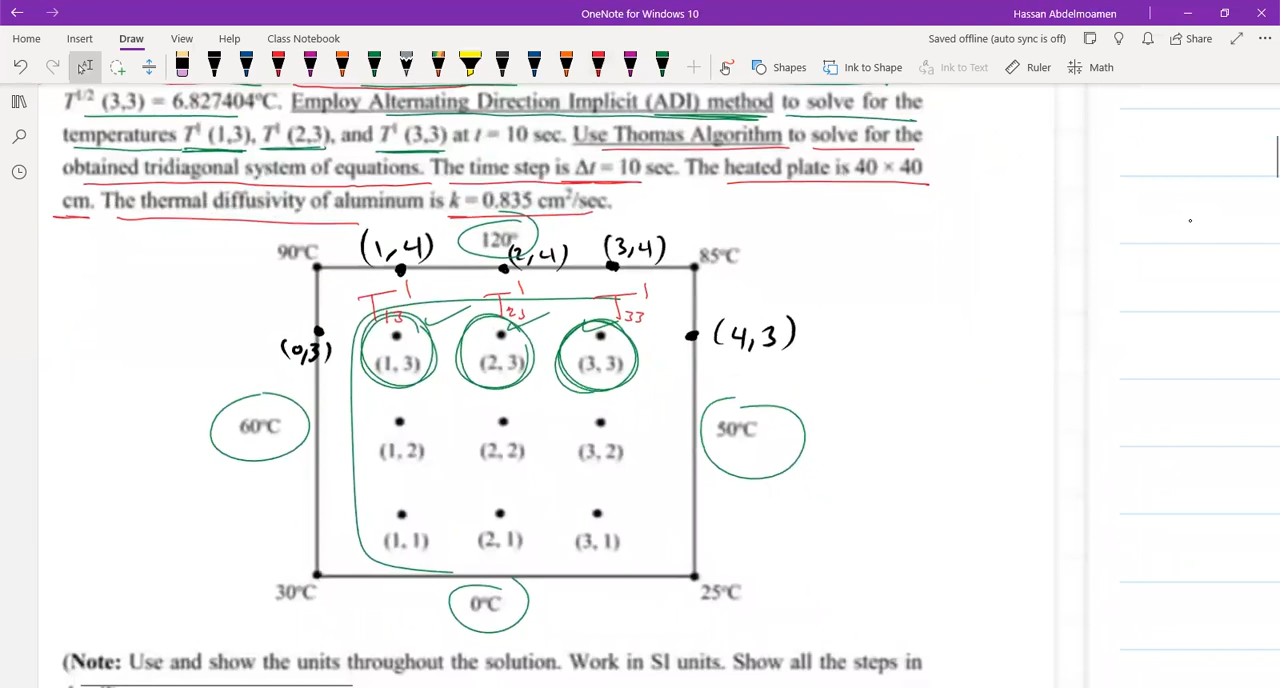 OneNote for Windows 10
Hassan Abdelmoamen
Home Insert Draw View Help Class Notebook
Saved offline (auto sync is off) Share
Shapes Ink to Shape Ink to Text Ruler Math
T^1/2 (3,3) = 6.827404°C. Employ Alternating Direction Implicit (ADI) method to solve for the
temperatures T^1 (1,3), T^1 (2,3), and T^1 (3,3) at t = 10 sec. Use Thomas Algorithm to solve for the
obtained tridiagonal system of equations. The time step is Δt = 10 sec. The heated plate is 40 × 40
cm. The thermal diffusivity of aluminum is k = 0.835 cm²/sec.
90°C (1,4) 120° (2,4) (3,4) 85°C
T^1_13 T^1_23 T^1_33
(0,3) (1, 3) (2, 3) (3, 3) (4,3)
60°C 50°C
(1, 2) (2, 2) (3, 2)
(1, 1) (2, 1) (3, 1)
30°C 0°C 25°C
(Note: Use and show the units throughout the solution. Work in SI units. Show all the steps in